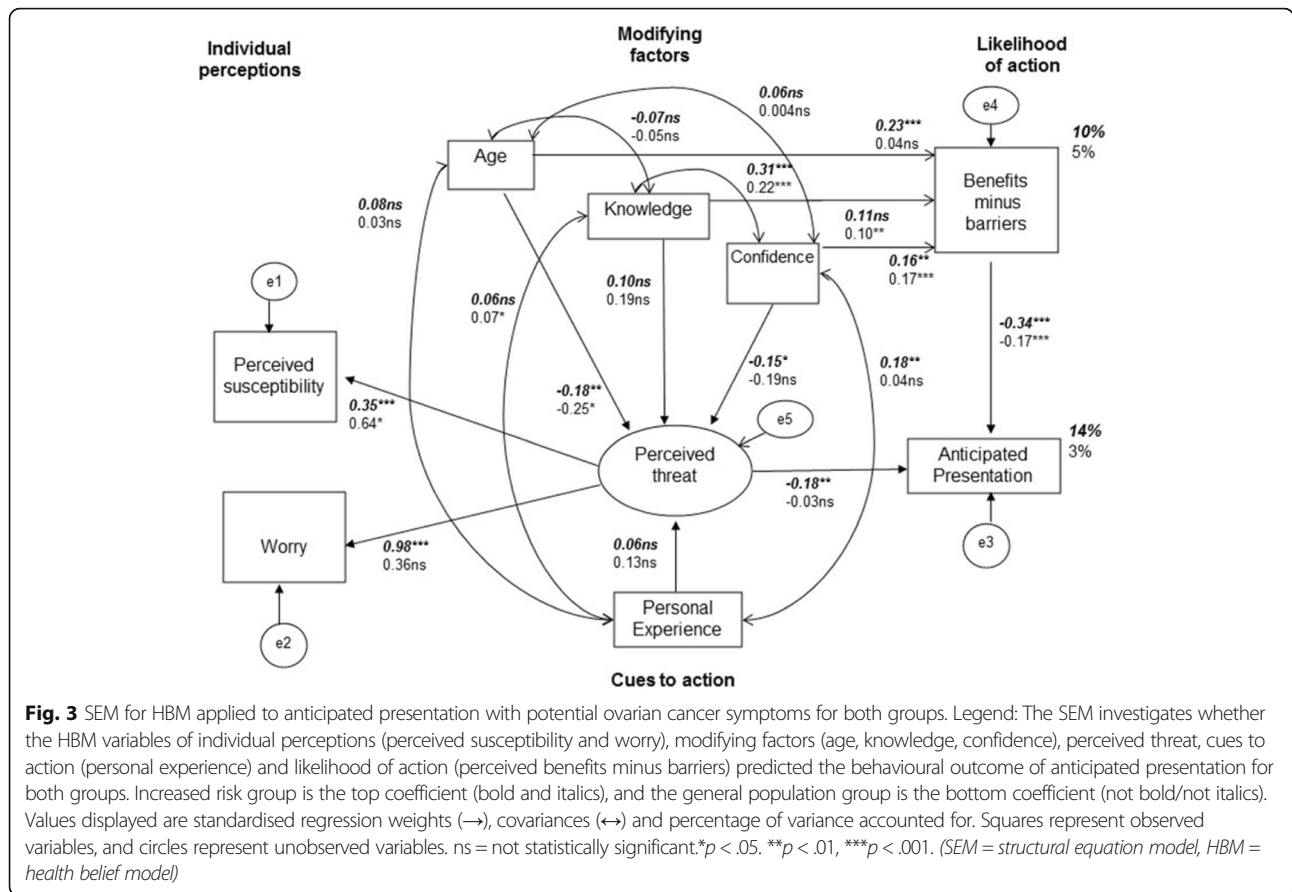 Individual
perceptions
Modifying
factors
Likelihood
of action
0.06ns
0.004ns
e4
-0.07ns
-0.05ns
0.23***
0.04ns
10%
5%
Age
Benefits
minus
barriers
0.31***
0.22***
0.08ns
0.03ns
Knowledge
0.11ns
0.10**
Confidence
0.16**
0.17***
e1
0.10ns
0.19ns
0.06ns
0.07*
-0.34***
-0.17***
Perceived
susceptibility
-0.15*
-0.19ns
0.18**
0.04ns
-0.18**
-0.25*
0.35***
0.64*
e5
14%
3%
Perceived
threat
Anticipated
Presentation
-0.18**
-0.03ns
Worry
0.98***
0.36ns
0.06ns
0.13ns
e3
Personal
Experience
e2
Cues to action
Fig. 3 SEM for HBM applied to anticipated presentation with potential ovarian cancer symptoms for both groups. Legend: The SEM investigates whether
the HBM variables of individual perceptions (perceived susceptibility and worry), modifying factors (age, knowledge, confidence), perceived threat, cues to
action (personal experience) and likelihood of action (perceived benefits minus barriers) predicted the behavioural outcome of anticipated presentation for
both groups. Increased risk group is the top coefficient (bold and italics), and the general population group is the bottom coefficient (not bold/not italics).
Values displayed are standardised regression weights (→), covariances (↔) and percentage of variance accounted for. Squares represent observed
variables, and circles represent unobserved variables. ns = not statistically significant.*p < .05. **p < .01, ***p < .001. (SEM = structural equation model, HBM =
health belief model)